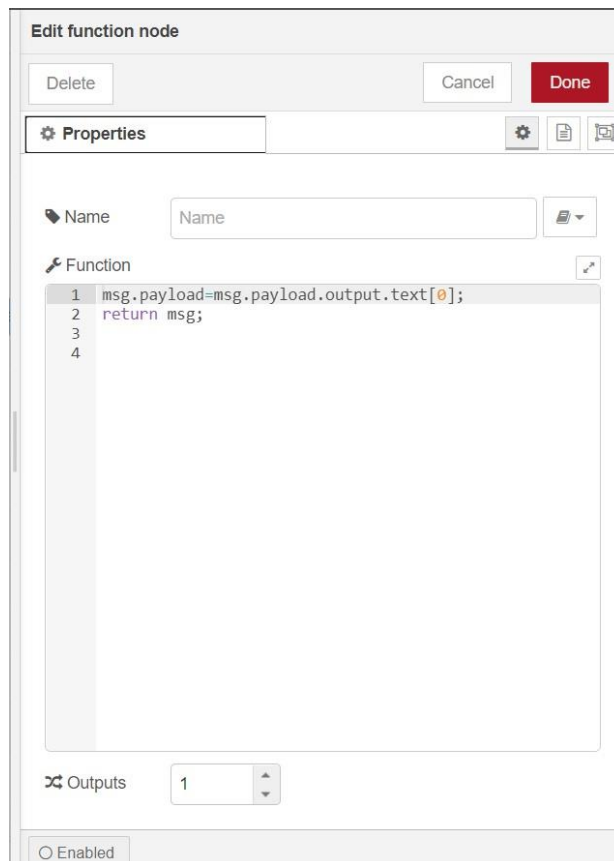 Edit function node
Delete
Cancel
Done
Properties
Name
Name
Function
1 msg.payload=msg.payload.output.text[0];
2 return msg;
3
4
Outputs
1
Enabled